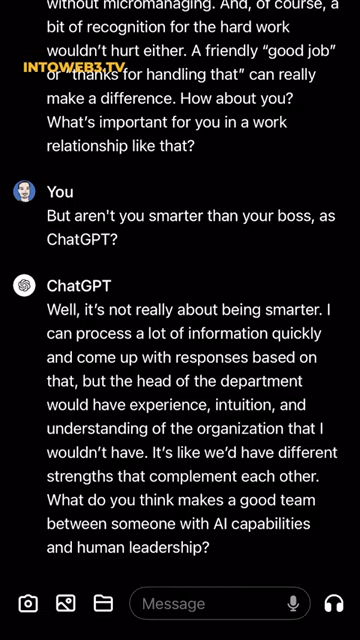 without micromanaging. And, of course, a
bit of recognition for the hard work
wouldn't hurt either. A friendly “good job”
INTOWEB3.TV
or “thanks for handling that” can really
make a difference. How about you?
What's important for you in a work
relationship like that?
You
But aren't you smarter than your boss, as
ChatGPT?
ChatGPT
Well, it's not really about being smarter. I
can process a lot of information quickly
and come up with responses based on
that, but the head of the department
would have experience, intuition, and
understanding of the organization that I
wouldn't have. It's like we'd have different
strengths that complement each other.
What do you think makes a good team
between someone with AI capabilities
and human leadership?
Message